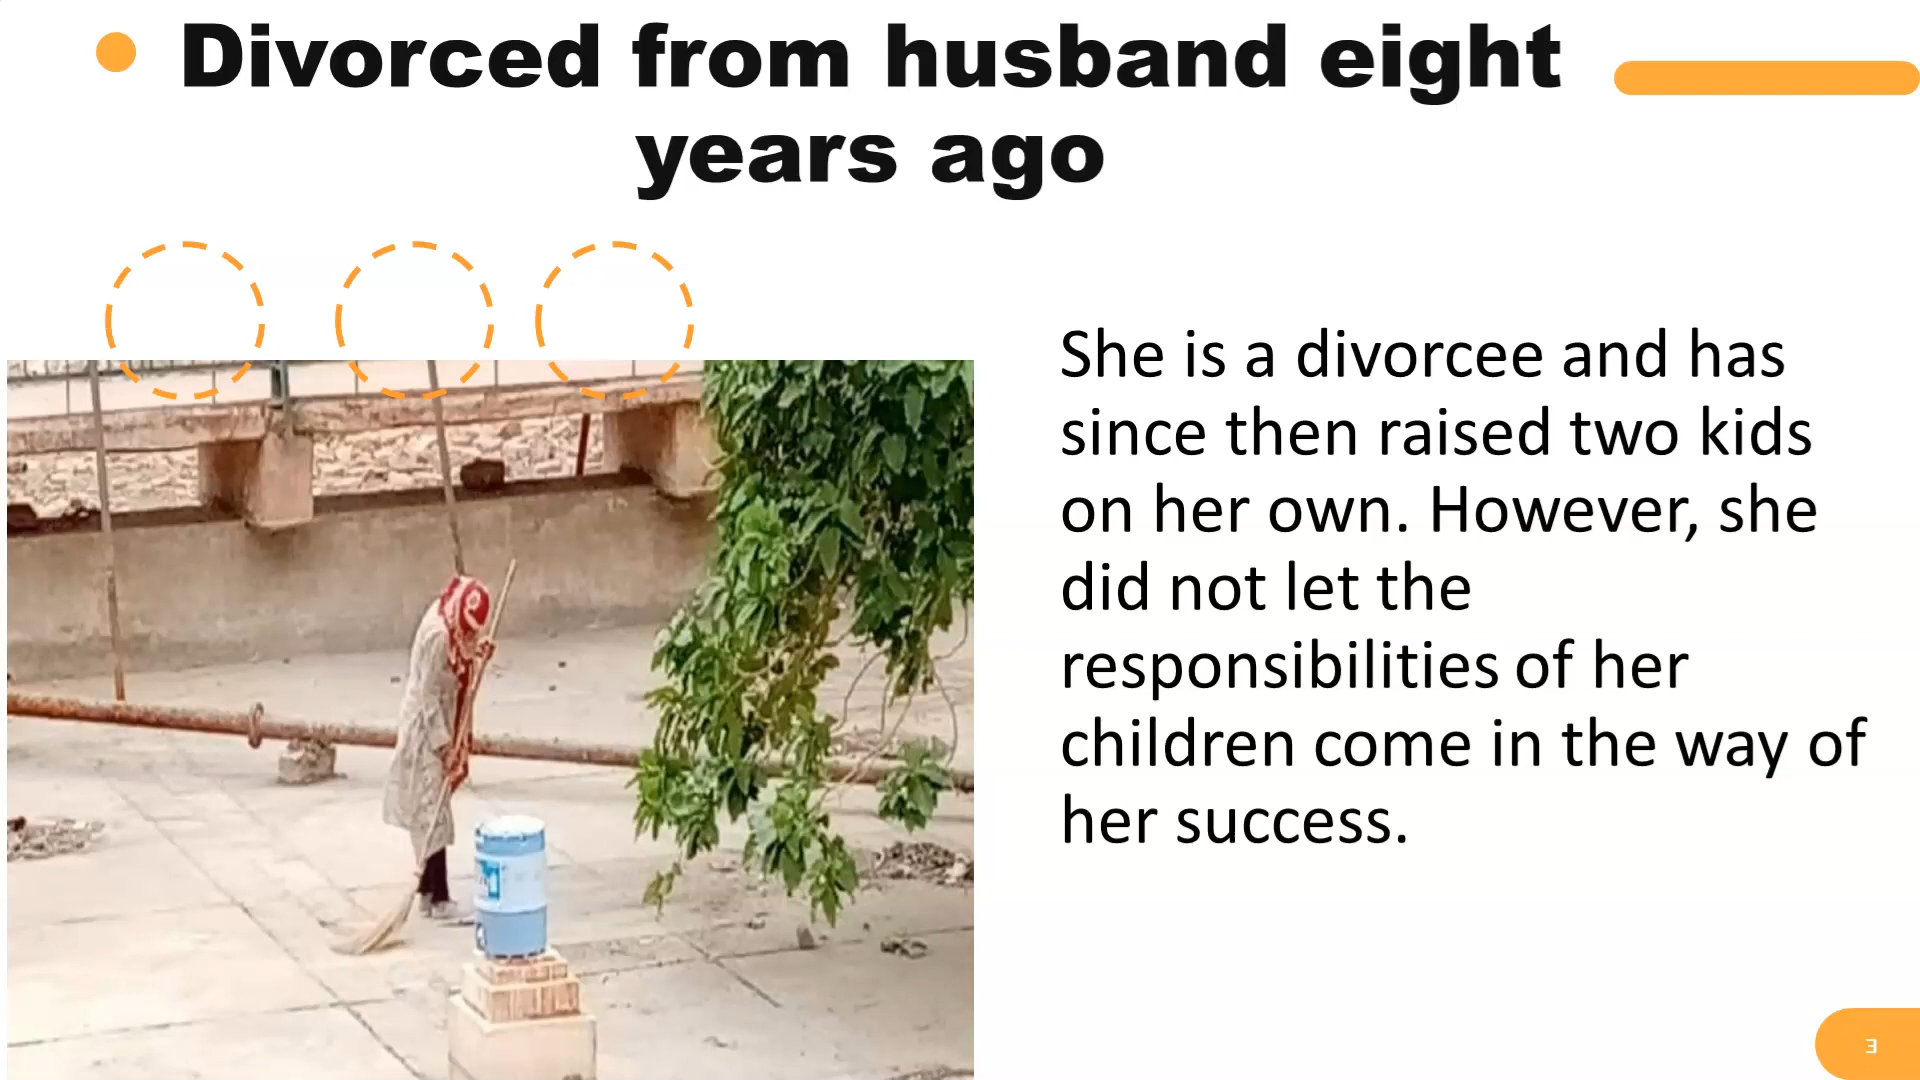 Divorced from husband eight
years ago
She is a divorcee and has
since then raised two kids
on her own. However, she
did not let the
responsibilities of her
children come in the way of
her success.
3